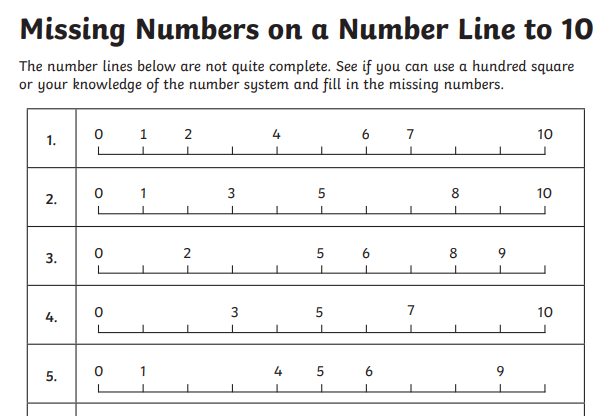 Missing Numbers on a Number Line to 10
The number lines below are not quite complete. See if you can use a hundred square
or your knowledge of the number system and fill in the missing numbers.
1. 0 1 2 4 6 7 10
2. 0 1 3 5 8 10
3. 0 2 5 6 8 9
4. 0 3 5 7 10
5. 0 1 4 5 6 9